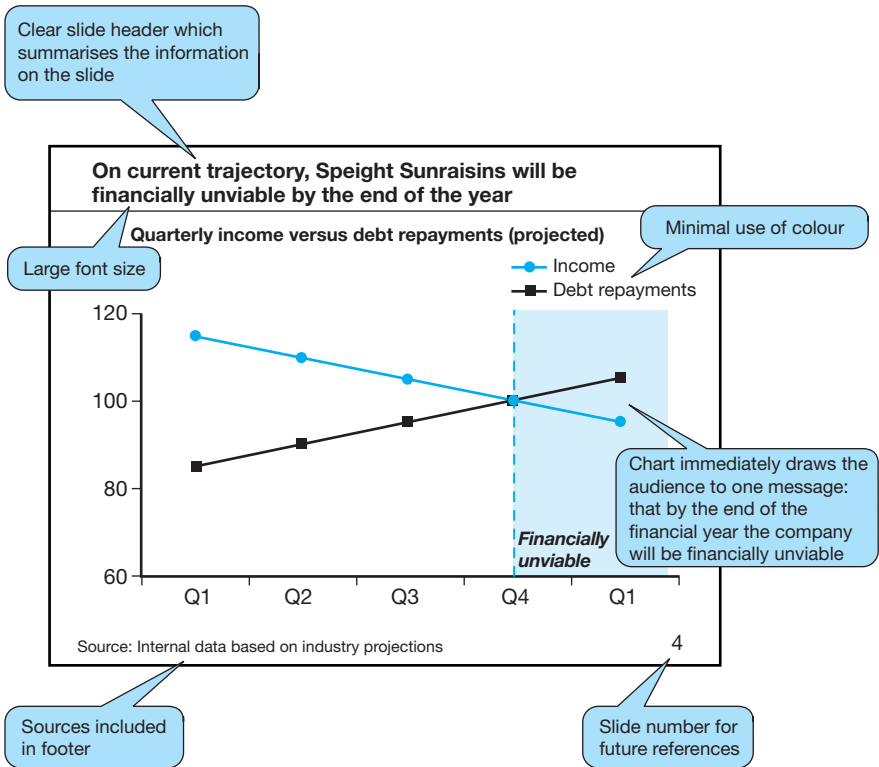 Clear slide header which
summarises the information
on the slide
On current trajectory, Speight Sunraisins will be
financially unviable by the end of the year
Large font size
Quarterly income versus debt repayments (projected)
Minimal use of colour
Income
Debt repayments
120
100
80
60
Chart immediately draws the
audience to one message:
that by the end of the
financial year the company
will be financially unviable
Financially
unviable
Q1 Q2 Q3 Q4 Q1
Source: Internal data based on industry projections
4
Sources included
in footer
Slide number for
future references